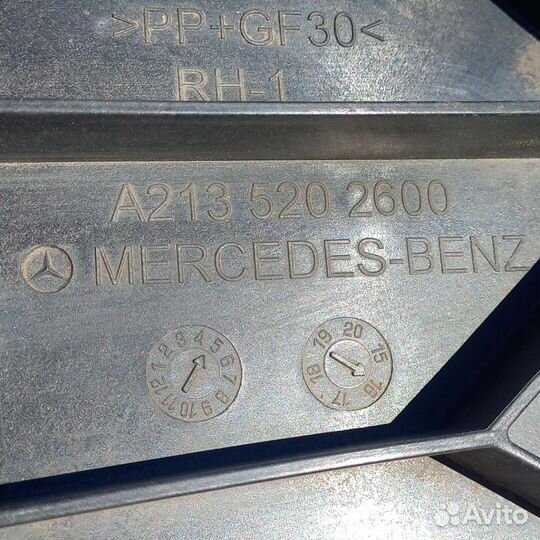 >PP+GF30<
RH-1
A213 520 2600
MERCEDES-BENZ
1 2 3 4 5 6 7 8 9 10 11 12
15 16 17 18 19 20
Avito